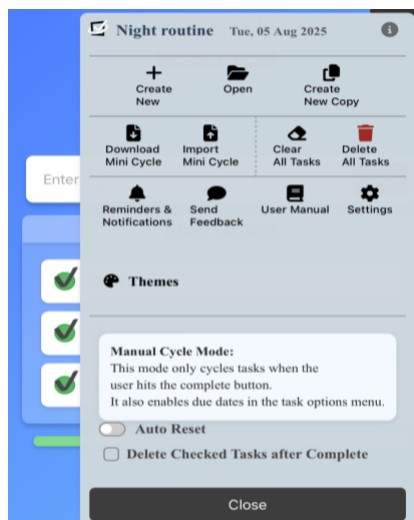 Night routine Tue, 05 Aug 2025
Create New
Open
Create New Copy
Download Mini Cycle
Import Mini Cycle
Clear All Tasks
Delete All Tasks
Enter
Reminders & Notifications
Send Feedback
User Manual
Settings
Themes
Manual Cycle Mode:
This mode only cycles tasks when the
user hits the complete button.
It also enables due dates in the task options menu.
Auto Reset
Delete Checked Tasks after Complete
Close